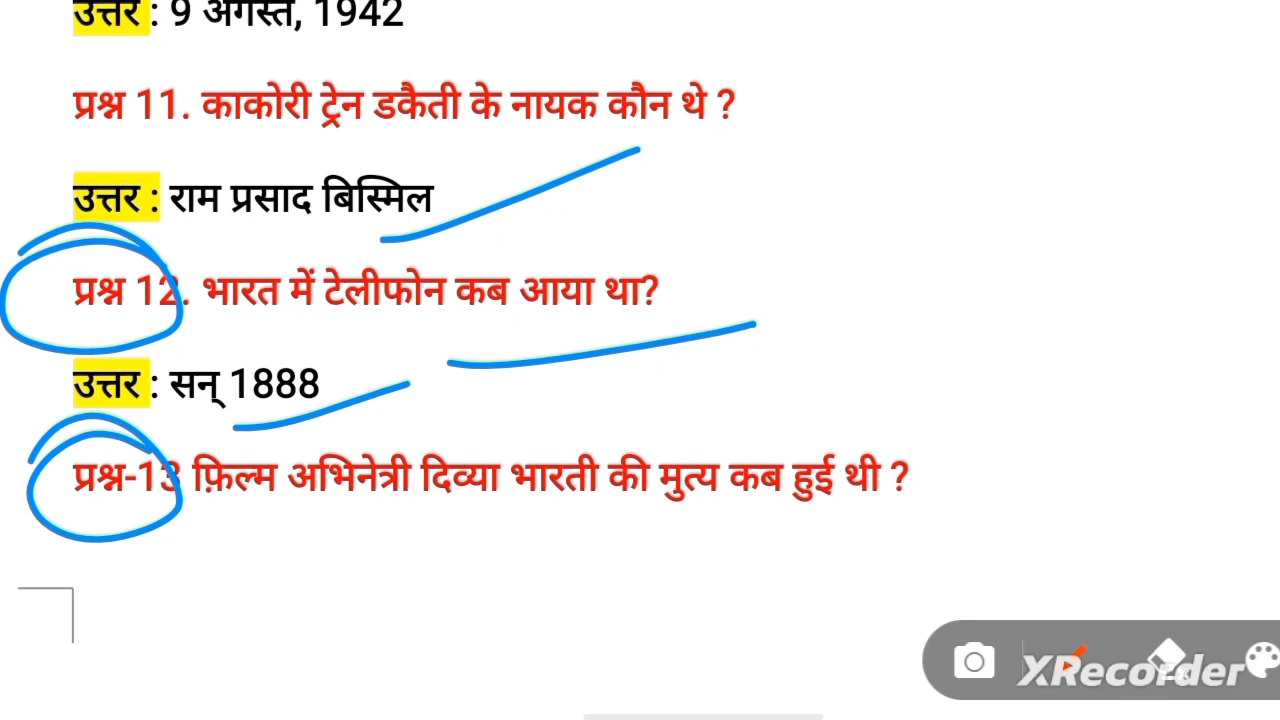 उत्तर : 9 अगस्त, 1942
प्रश्न 11. काकोरी ट्रेन डकैती के नायक कौन थे ?
उत्तर : राम प्रसाद बिस्मिल
प्रश्न 12. भारत में टेलीफोन कब आया था?
उत्तर : सन् 1888
प्रश्न-13 फ़िल्म अभिनेत्री दिव्या भारती की मुत्य कब हुई थी ?
XRecorder